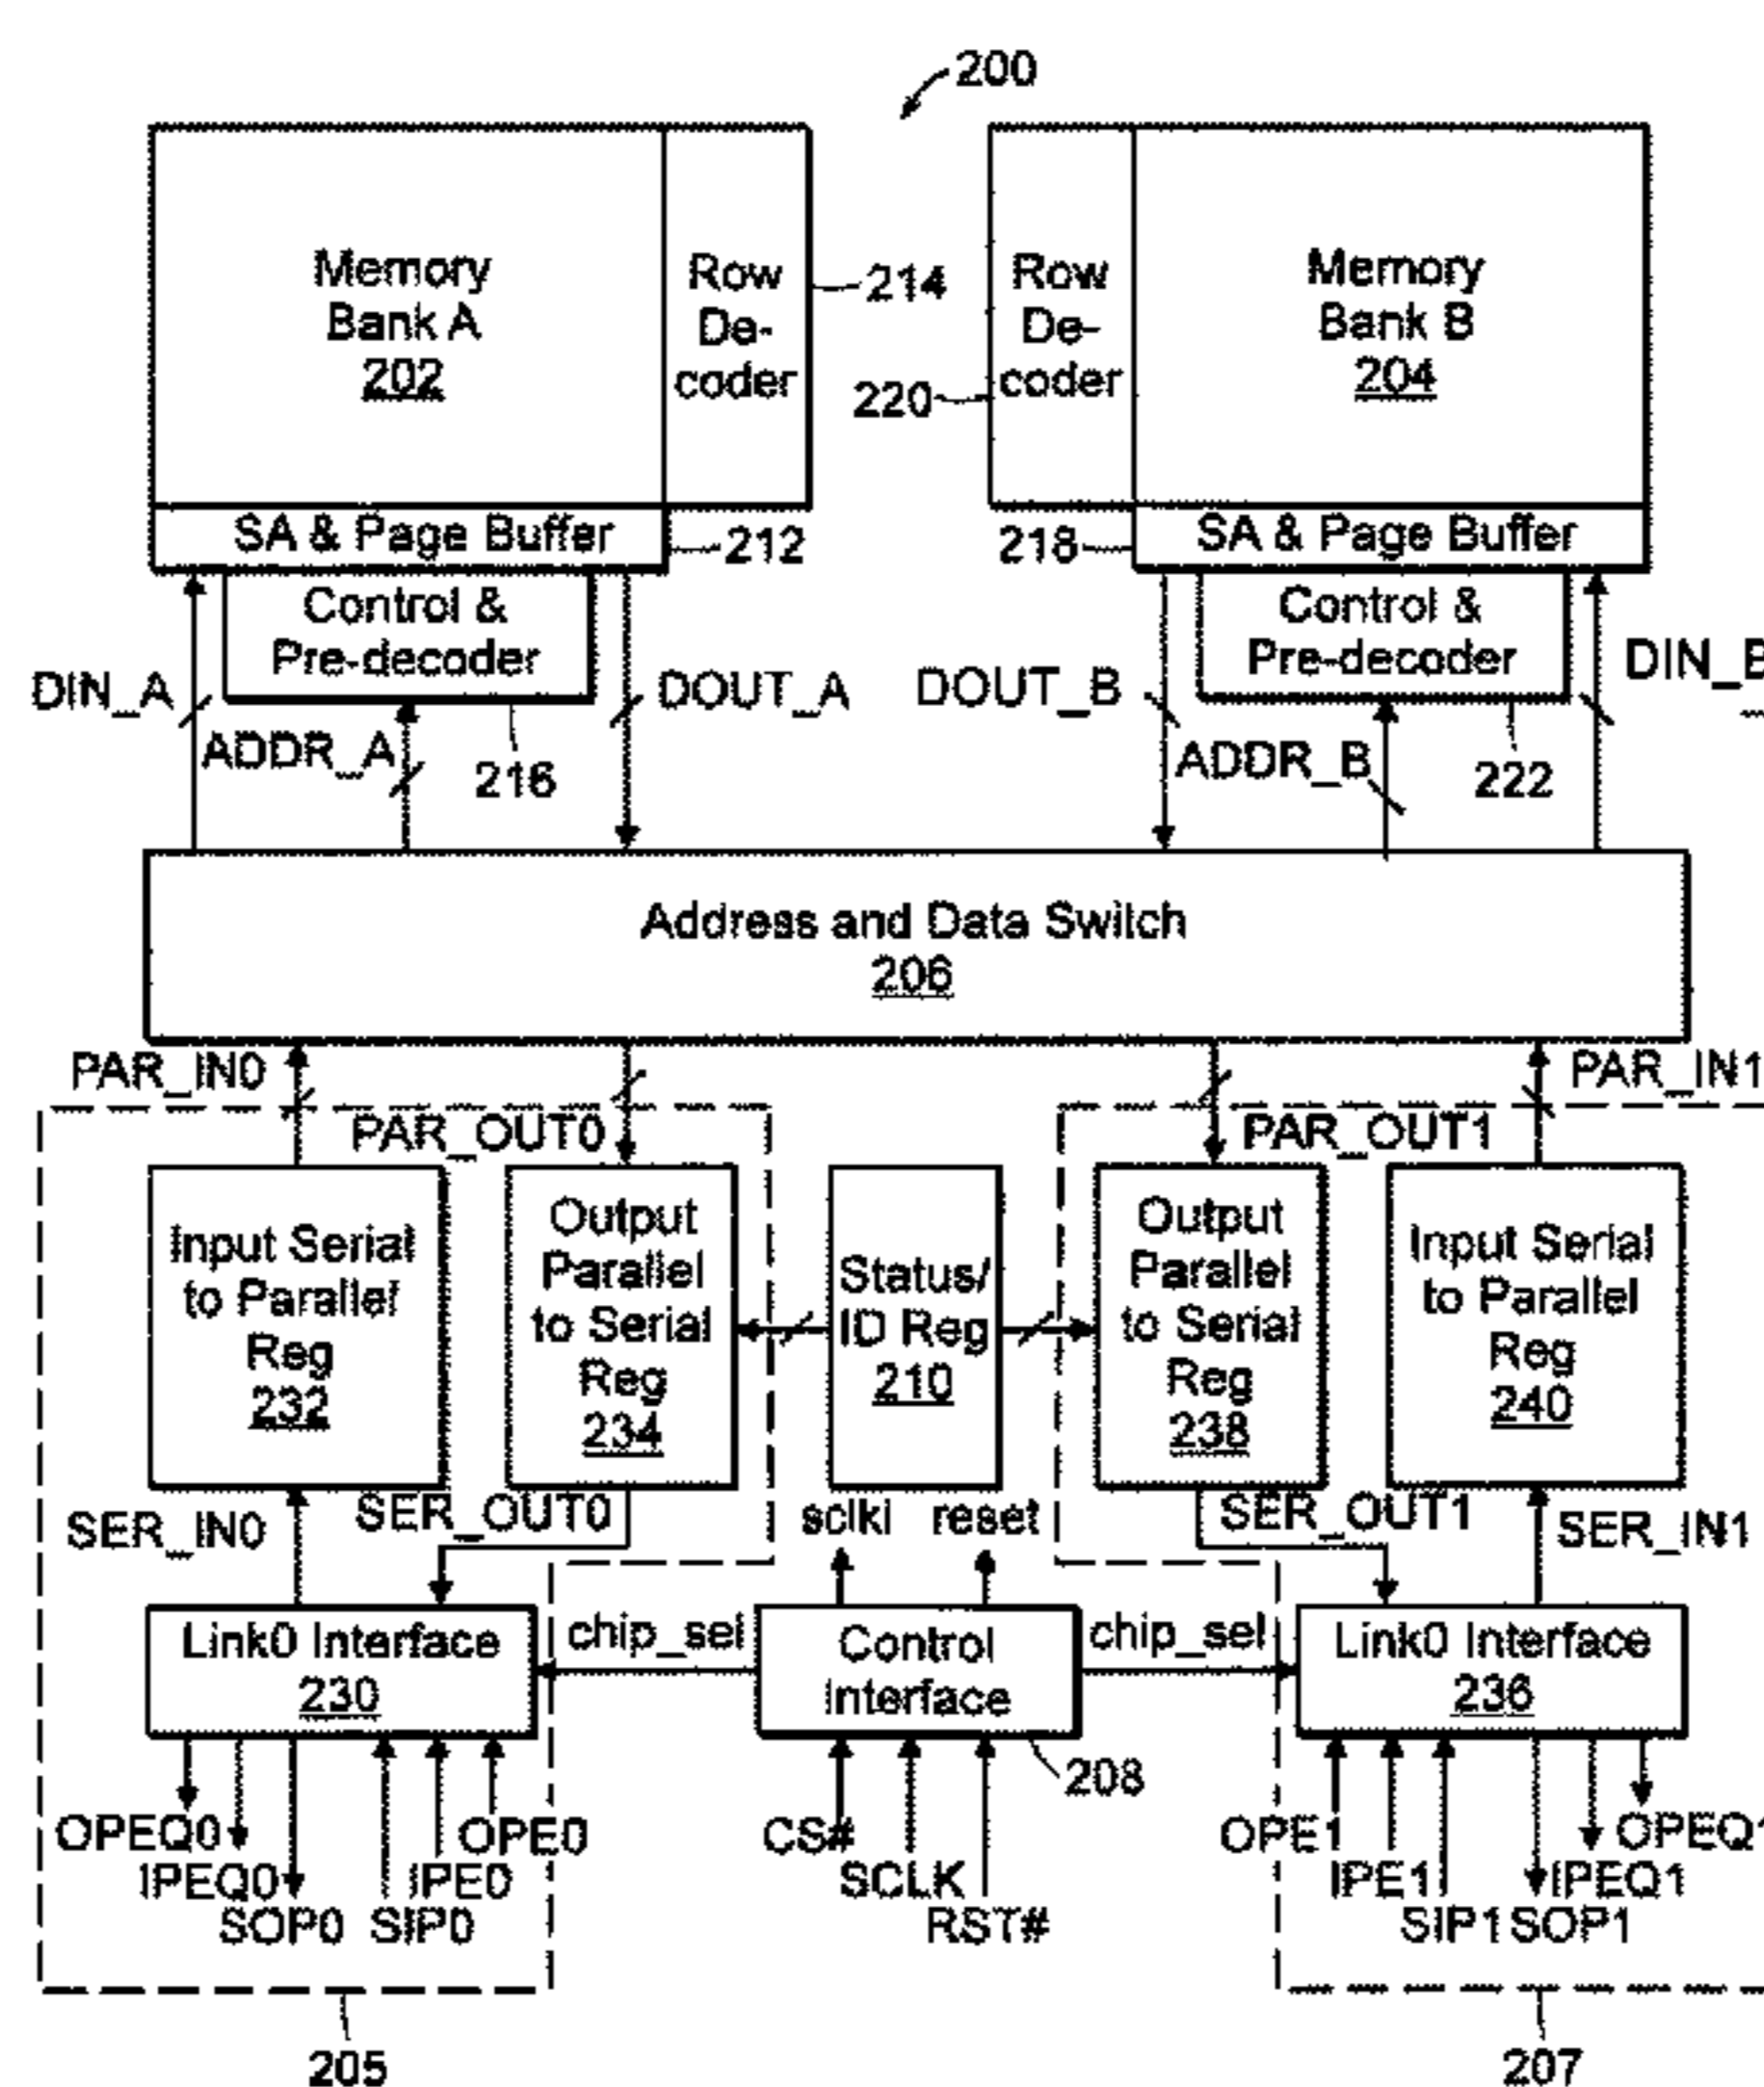 200
Memory
Bank A
202
Row
De-
coder
214
220
Row
De-
coder
Memory
Bank B
204
SA & Page Buffer
212
218
SA & Page Buffer
Control &
Pre-decoder
Control &
Pre-decoder
DIN_A
ADDR_A
216
DOUT_A
DOUT_B
ADDR_B
222
DIN_B
Address and Data Switch
206
PAR_IN0
PAR_OUT0
PAR_OUT1
PAR_IN1
Input Serial
to Parallel
Reg
232
Output
Parallel
to Serial
Reg
234
Status/
ID Reg
210
Output
Parallel
to Serial
Reg
238
Input Serial
to Parallel
Reg
240
SER_IN0
SER_OUT0
sclki
reset
SER_OUT1
SER_IN1
Link0 Interface
230
chip_sel
Control
Interface
chip_sel
Link0 Interface
236
208
OPEQ0
IPEQ0
SOP0
SIP0
IPE0
OPE0
CS#
SCLK
RST#
OPE1
IPE1
SIP1
SOP1
IPEQ1
OPEQ1
205
207